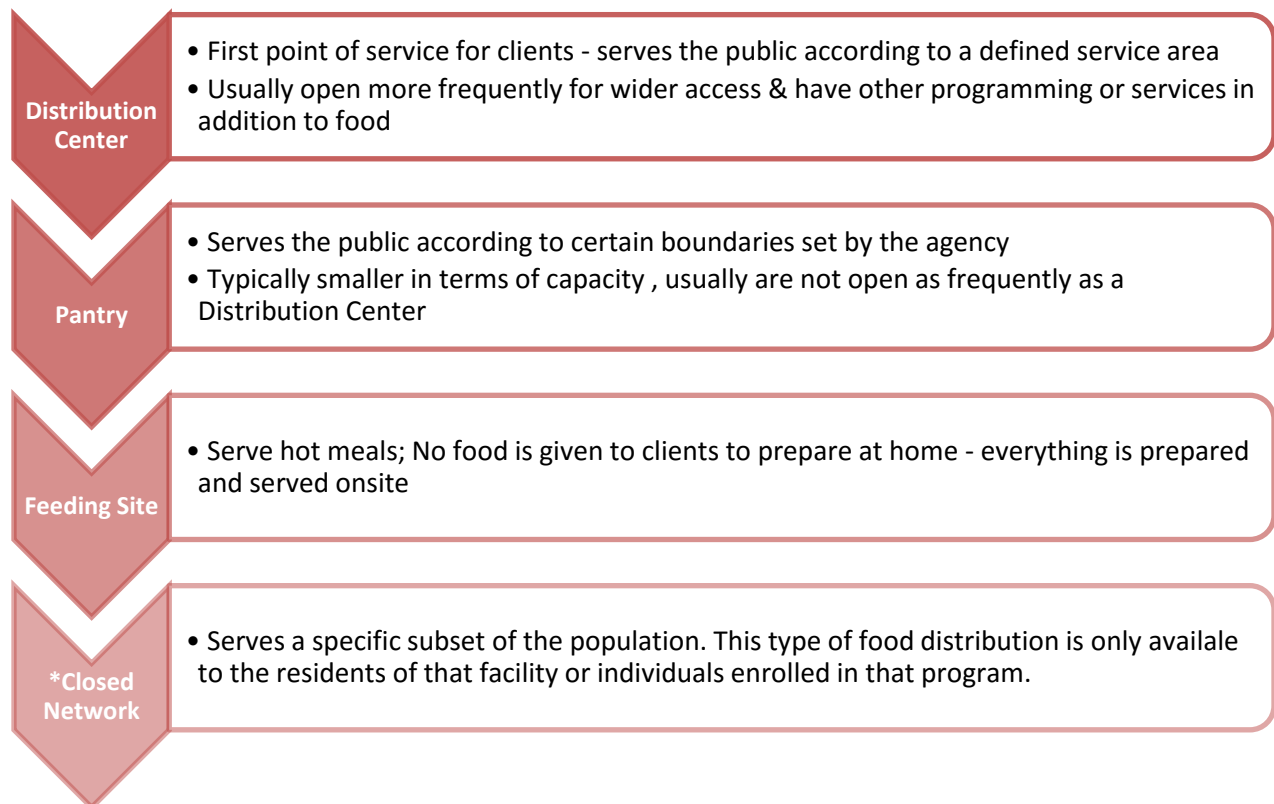 Distribution
Center
• First point of service for clients - serves the public according to a defined service area
• Usually open more frequently for wider access & have other programming or services in
addition to food
Pantry
• Serves the public according to certain boundaries set by the agency
• Typically smaller in terms of capacity , usually are not open as frequently as a
Distribution Center
Feeding Site
• Serve hot meals; No food is given to clients to prepare at home - everything is prepared
and served onsite
*Closed
Network
• Serves a specific subset of the population. This type of food distribution is only availale
to the residents of that facility or individuals enrolled in that program.